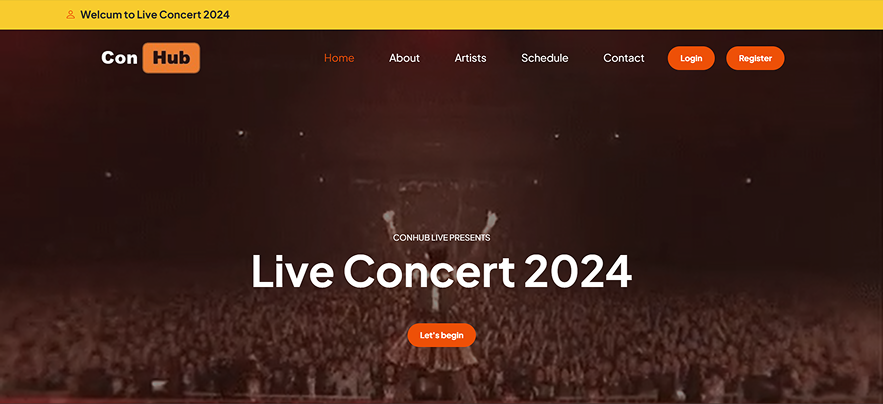 Welcum to Live Concert 2024
Con Hub
Home About Artists Schedule Contact Login Register
CONHUB LIVE PRESENTS
Live Concert 2024
Let's begin